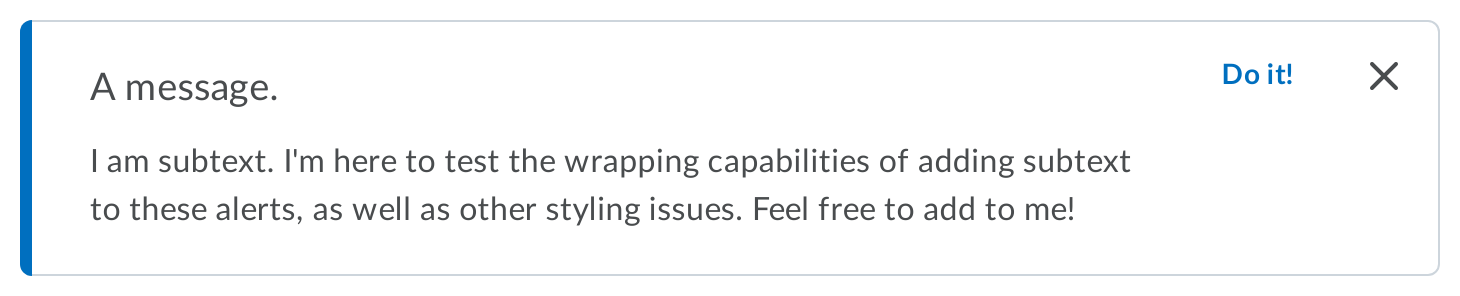 A message.
Do it!
I am subtext. I'm here to test the wrapping capabilities of adding subtext
to these alerts, as well as other styling issues. Feel free to add to me!